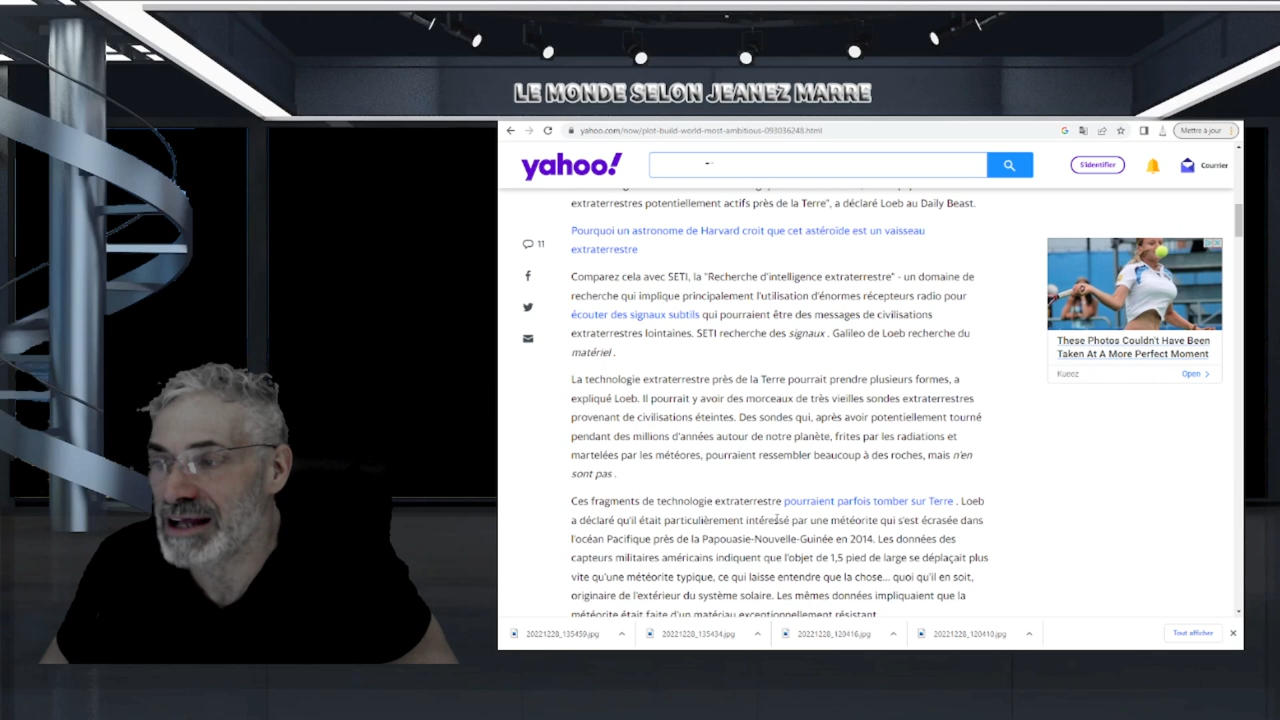 LE MONDE SELON JEANEZ MARRE
yahoo.com/now/plot-build-world-most-ambitious-093036248.html
Mettre à jour
yahoo!
S'identifier
Courrier
extraterrestres potentiellement actifs près de la Terre", a déclaré Loeb au Daily Beast.
Pourquoi un astronome de Harvard croit que cet astéroïde est un vaisseau
extraterrestre
11
Comparez cela avec SETI, la "Recherche d'intelligence extraterrestre" - un domaine de
recherche qui implique principalement l'utilisation d'énormes récepteurs radio pour
écouter des signaux subtils qui pourraient être des messages de civilisations
extraterrestres lointaines. SETI recherche des signaux . Galileo de Loeb recherche du
matériel .
La technologie extraterrestre près de la Terre pourrait prendre plusieurs formes, a
expliqué Loeb. Il pourrait y avoir des morceaux de très vieilles sondes extraterrestres
provenant de civilisations éteintes. Des sondes qui, après avoir potentiellement tourné
pendant des millions d'années autour de notre planète, frites par les radiations et
martelées par les météores, pourraient ressembler beaucoup à des roches, mais n'en
sont pas .
Ces fragments de technologie extraterrestre pourraient parfois tomber sur Terre . Loeb
a déclaré qu'il était particulièrement intéressé par une météorite qui s'est écrasée dans
l'océan Pacifique près de la Papouasie-Nouvelle-Guinée en 2014. Les données des
capteurs militaires américains indiquent que l'objet de 1,5 pied de large se déplaçait plus
vite qu'une météorite typique, ce qui laisse entendre que la chose... quoi qu'il en soit,
originaire de l'extérieur du système solaire. Les mêmes données impliquaient que la
météorite était faite d'un matériau exceptionnellement résistant.
These Photos Couldn't Have Been
Taken At A More Perfect Moment
Kueez
Open
20221228_135459.jpg
20221228_135434.jpg
20221228_120416.jpg
20221228_120410.jpg
Tout afficher